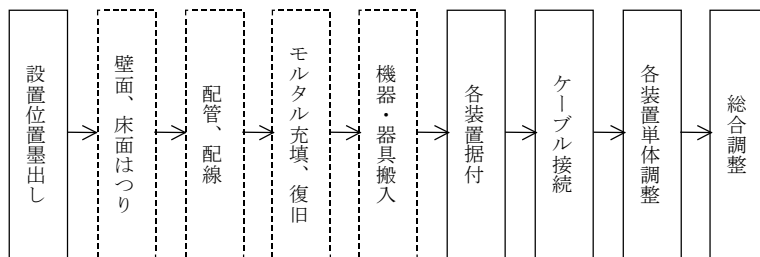 設置位置墨出し
壁面、床面はつり
配管、配線
モルタル充填、復旧
機器・器具搬入
各装置据付
ケーブル接続
各装置単体調整
総合調整